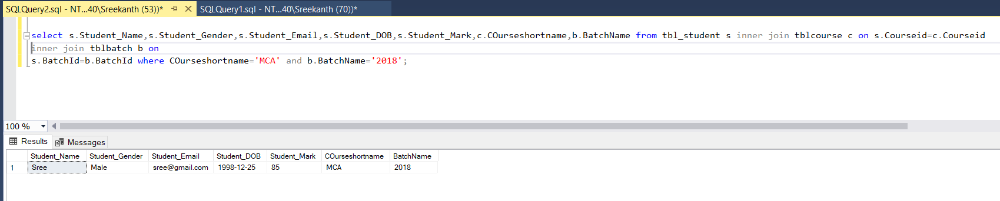 SQLQuery2.sql - NT...40\Sreekanth (53))* SQLQuery1.sql - NT...40\Sreekanth (70))*
select s.Student_Name,s.Student_Gender,s.Student_Email,s.Student_DOB,s.Student_Mark,c.COurseshortname,b.BatchName from tbl_student s inner join tblcourse c on s.Courseid=c.Courseid
inner join tblbatch b on
s.BatchId=b.BatchId where COurseshortname='MCA' and b.BatchName='2018';
100 %
Results Messages
Student_Name Student_Gender Student_Email Student_DOB Student_Mark COurseshortname BatchName
1 Sree Male sree@gmail.com 1998-12-25 85 MCA 2018